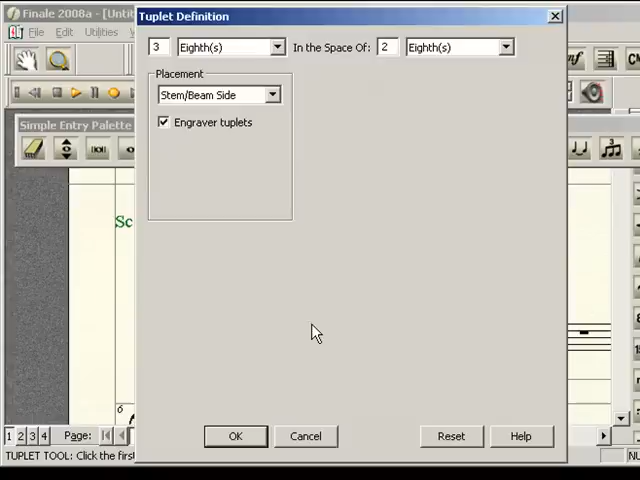 Finale 2008a - [Unti
Tuplet Definition
File Edit Utilities
3 Eighth(s) In the Space Of: 2 Eighth(s)
Placement
Stem/Beam Side
Engraver tuplets
Simple Entry Palette
Sc
6
OK Cancel Reset Help
1 2 3 4 Page:
TUPLET TOOL: Click the first
NU